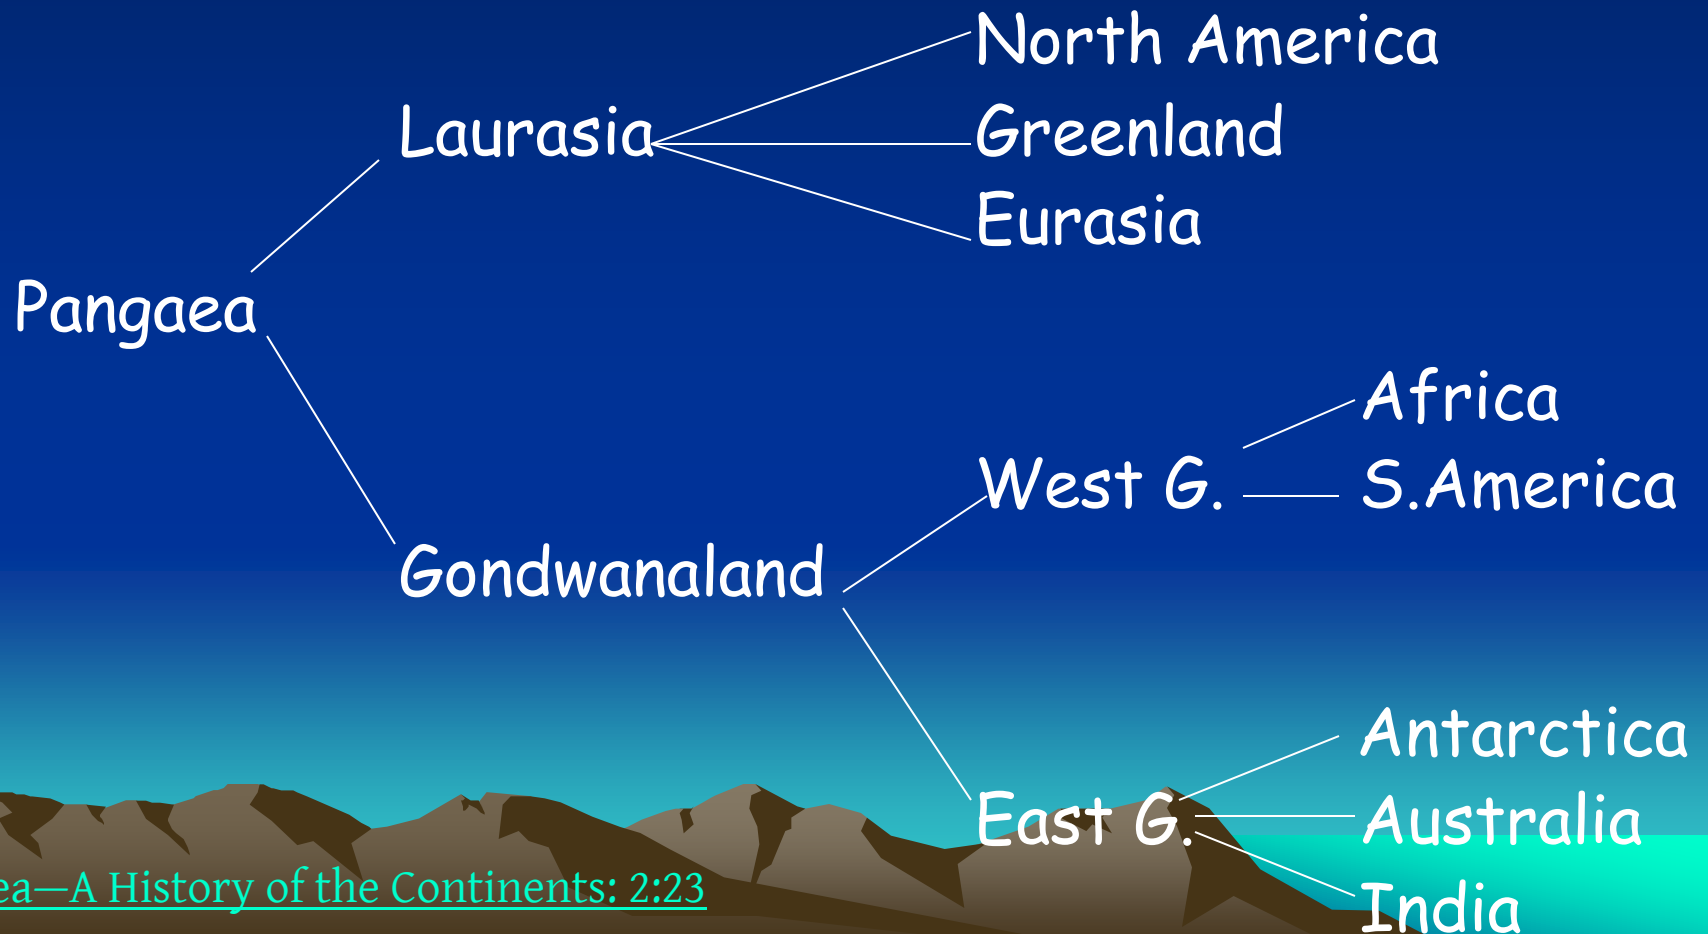 North America
Laurasia Greenland
Eurasia
Pangaea
Africa
West G. S.America
Gondwanaland
Antarctica
East G. Australia
—A History of the Continents: 2:23
India